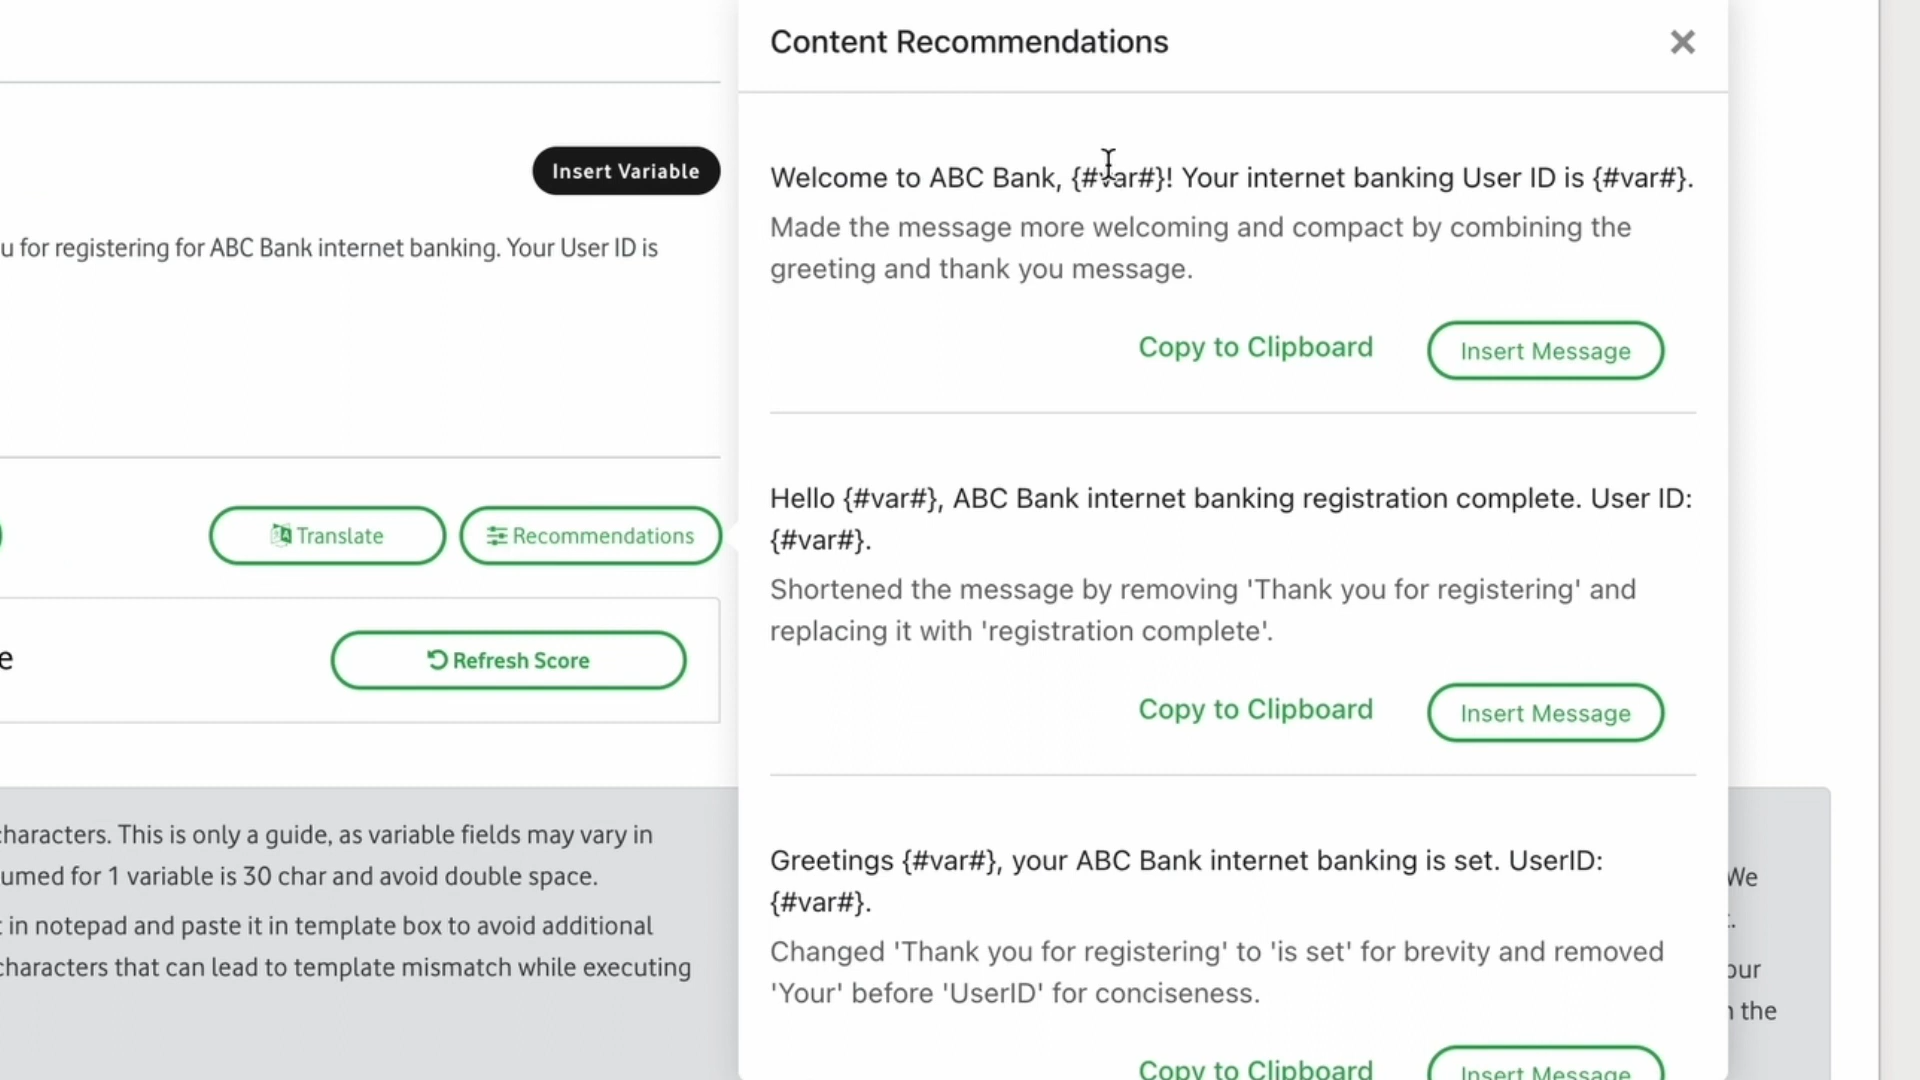 Content Recommendations
Insert Variable
Welcome to ABC Bank, {#var#}! Your internet banking User ID is {#var#}.
Made the message more welcoming and compact by combining the
greeting and thank you message.
u for registering for ABC Bank internet banking. Your User ID is
Copy to Clipboard
Insert Message
Hello {#var#}, ABC Bank internet banking registration complete. User ID:
{#var#}.
Translate
Recommendations
Shortened the message by removing 'Thank you for registering' and
replacing it with 'registration complete'.
e
Refresh Score
Copy to Clipboard
Insert Message
characters. This is only a guide, as variable fields may vary in
umed for 1 variable is 30 char and avoid double space.
t in notepad and paste it in template box to avoid additional
characters that can lead to template mismatch while executing
Greetings {#var#}, your ABC Bank internet banking is set. UserID:
{#var#}.
Changed 'Thank you for registering' to 'is set' for brevity and removed
'Your' before 'UserID' for conciseness.
Copy to Clipboard
Insert Message
We
our
the